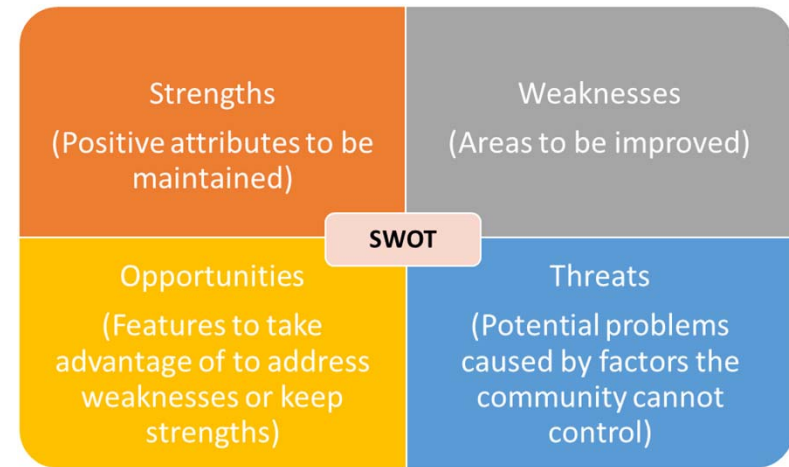 Strengths
(Positive attributes to be
maintained)
Weaknesses
(Areas to be improved)
SWOT
Opportunities
(Features to take
advantage of to address
weaknesses or keep
strengths)
Threats
(Potential problems
caused by factors the
community cannot
control)